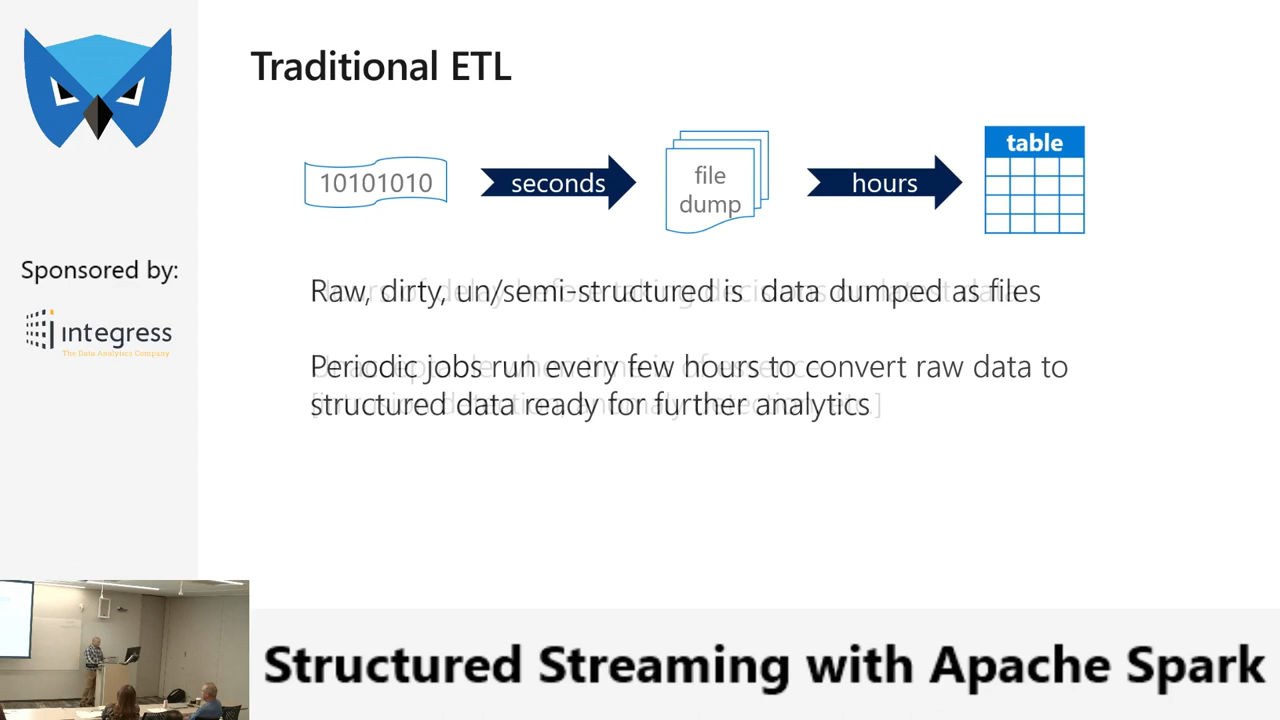 Traditional ETL
10101010
seconds
file
dump
hours
table
Sponsored by:
integress
The Data Analytics Company
Raw, dirty, un/semi-structured is data dumped as files
Periodic jobs run every few hours to convert raw data to
structured data ready for further analytics
Structured Streaming with Apache Spark